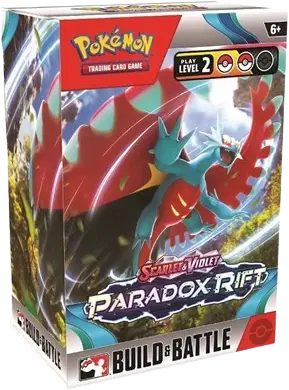 Pokémon
TRADING CARD GAME
6+
PLAY
LEVEL 2
SCARLET & VIOLET
PARADOX RIFT
BUILD & BATTLE